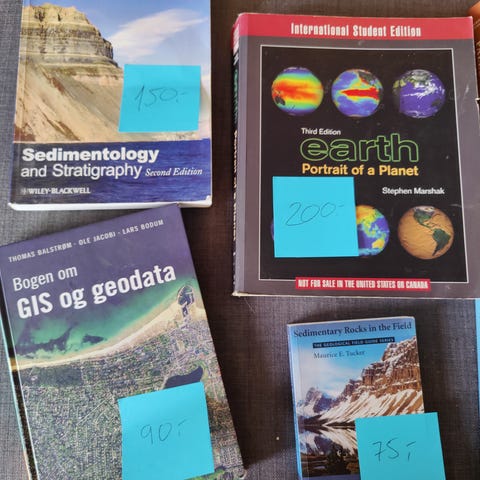 150.-
Sedimentology
and Stratigraphy Second Edition
WILEY-BLACKWELL
International Student Edition
Third Edition
earth
Portrait of a Planet
Stephen Marshak
200.-
NOT FOR SALE IN THE UNITED STATES OR CANADA
THOMAS BALSTRØM · OLE JACOBI · LARS BODUM
Bogen om
GIS og geodata
90.-
Sedimentary Rocks in the Field
THE GEOLOGICAL FIELD GUIDE SERIES
Maurice E. Tucker
75,-